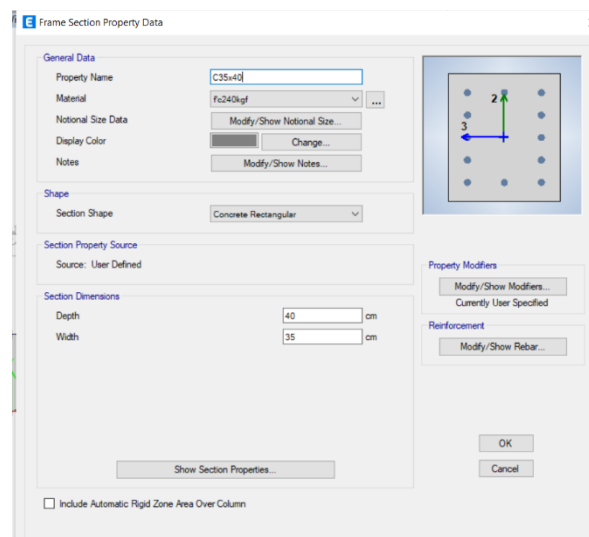 E Frame Section Property Data
General Data
Property Name C35x40
Material f'c240kgf ...
Notional Size Data Modify/Show Notional Size...
Display Color Change...
Notes Modify/Show Notes...
2
3
Shape
Section Shape Concrete Rectangular
Section Property Source
Source: User Defined
Property Modifiers
Modify/Show Modifiers...
Currently User Specified
Section Dimensions
Depth 40 cm
Width 35 cm
Reinforcement
Modify/Show Rebar...
OK
Show Section Properties... Cancel
Include Automatic Rigid Zone Area Over Column